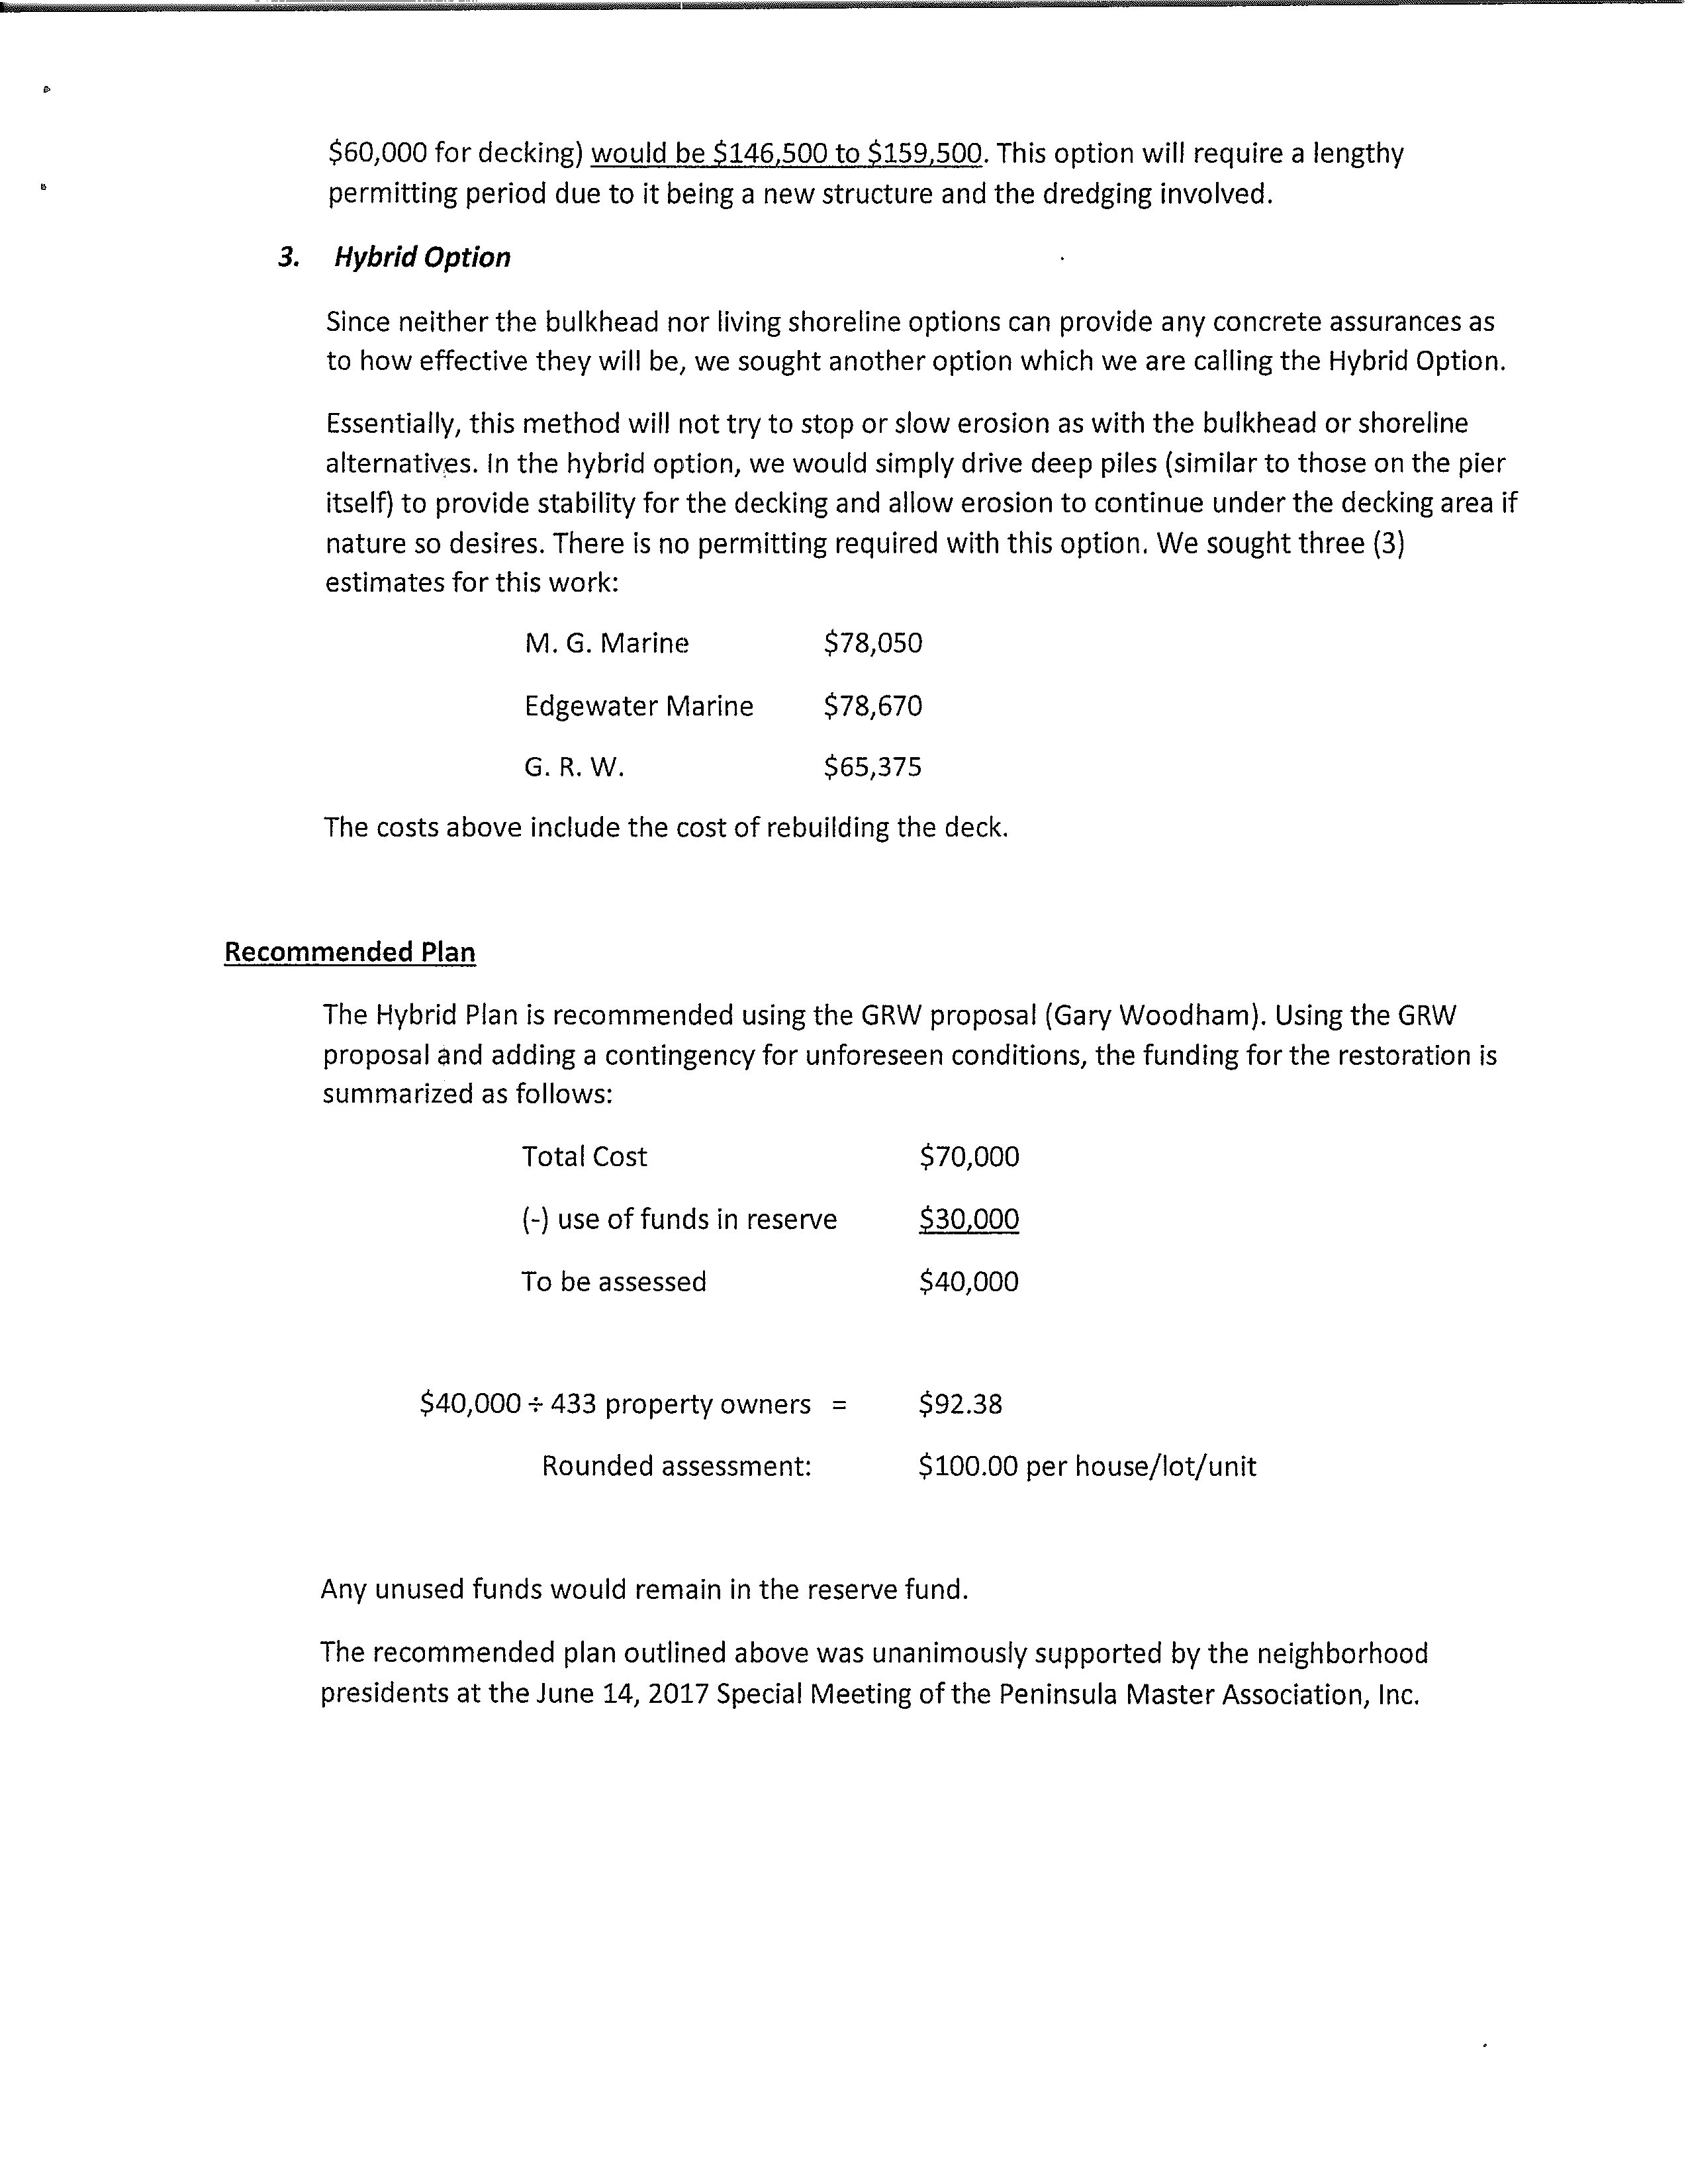 $60,000 for decking) would be $146,500 to $159,500. This option will require a lengthy
permitting period due to it being a new structure and the dredging involved.
3. Hybrid Option
Since neither the bulkhead nor living shoreline options can provide any concrete assurances as
to how effective they will be, we sought another option which we are calling the Hybrid Option.
Essentially, this method will not try to stop or slow erosion as with the bulkhead or shoreline
alternatives. In the hybrid option, we would simply drive deep piles (similar to those on the pier
itself) to provide stability for the decking and allow erosion to continue under the decking area if
nature so desires. There is no permitting required with this option. We sought three (3)
estimates for this work:
M. G. Marine $78,050
Edgewater Marine $78,670
G. R. W. $65,375
The costs above include the cost of rebuilding the deck.
Recommended Plan
The Hybrid Plan is recommended using the GRW proposal (Gary Woodham). Using the GRW
proposal and adding a contingency for unforeseen conditions, the funding for the restoration is
summarized as follows:
Total Cost $70,000
(-) use of funds in reserve $30,000
To be assessed $40,000
$40,000 ÷ 433 property owners = $92.38
Rounded assessment: $100.00 per house/lot/unit
Any unused funds would remain in the reserve fund.
The recommended plan outlined above was unanimously supported by the neighborhood
presidents at the June 14, 2017 Special Meeting of the Peninsula Master Association, Inc.